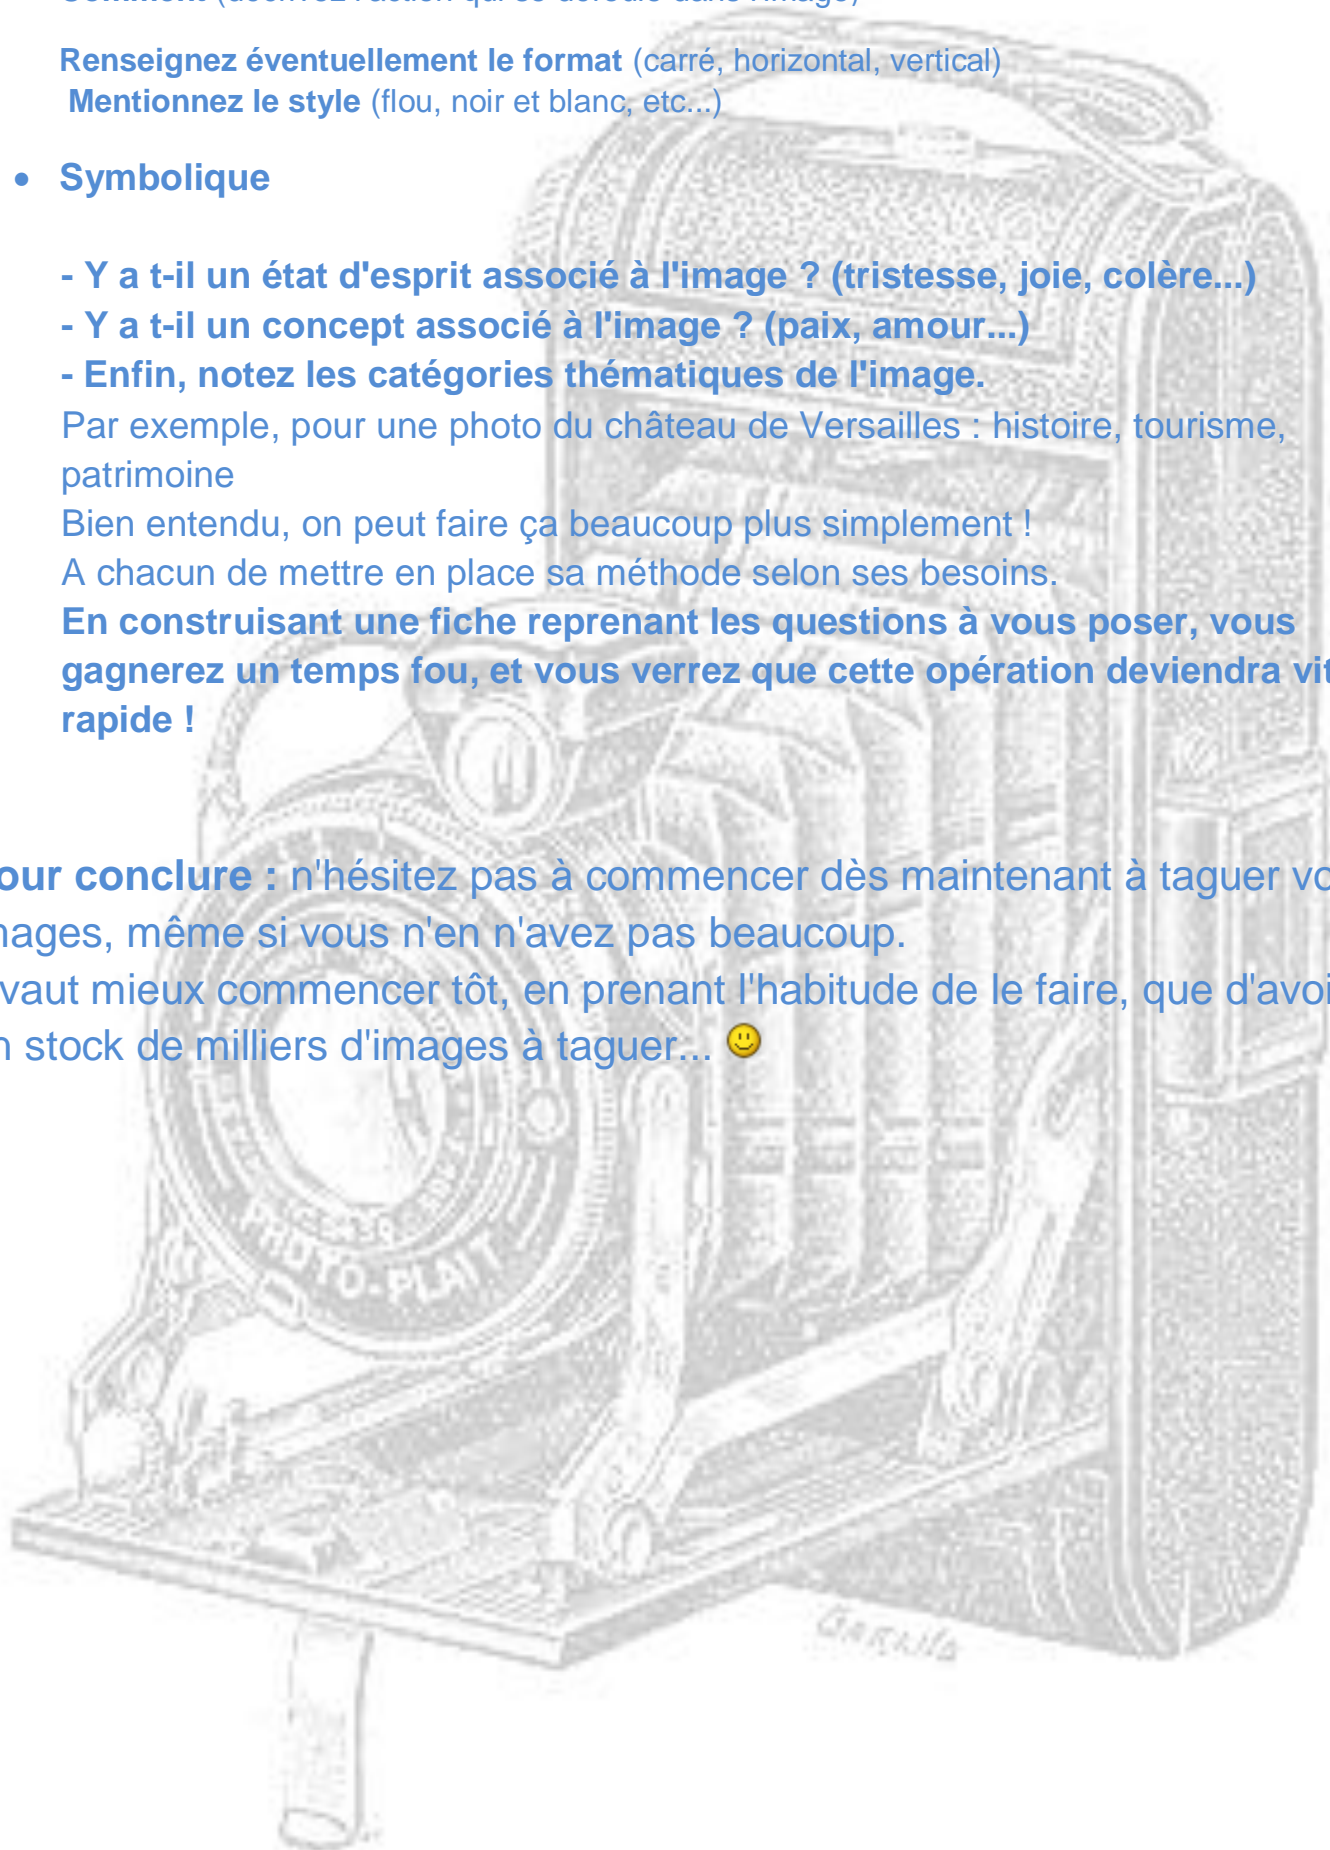 Renseignez éventuellement le format (carré, horizontal, vertical)
Mentionnez le style (flou, noir et blanc, etc...)
• Symbolique
- Y a t-il un état d'esprit associé à l'image ? (tristesse, joie, colère...)
- Y a t-il un concept associé à l'image ? (paix, amour...)
- Enfin, notez les catégories thématiques de l'image.
Par exemple, pour une photo du château de Versailles : histoire, tourisme,
patrimoine
Bien entendu, on peut faire ça beaucoup plus simplement !
A chacun de mettre en place sa méthode selon ses besoins.
En construisant une fiche reprenant les questions à vous poser, vous
gagnerez un temps fou, et vous verrez que cette opération deviendra vit
rapide !
our conclure : n'hésitez pas à commencer dès maintenant à taguer vo
mages, même si vous n'en n'avez pas beaucoup.
vaut mieux commencer tôt, en prenant l'habitude de le faire, que d'avoi
n stock de milliers d'images à taguer...
PHOTO-PLAIT